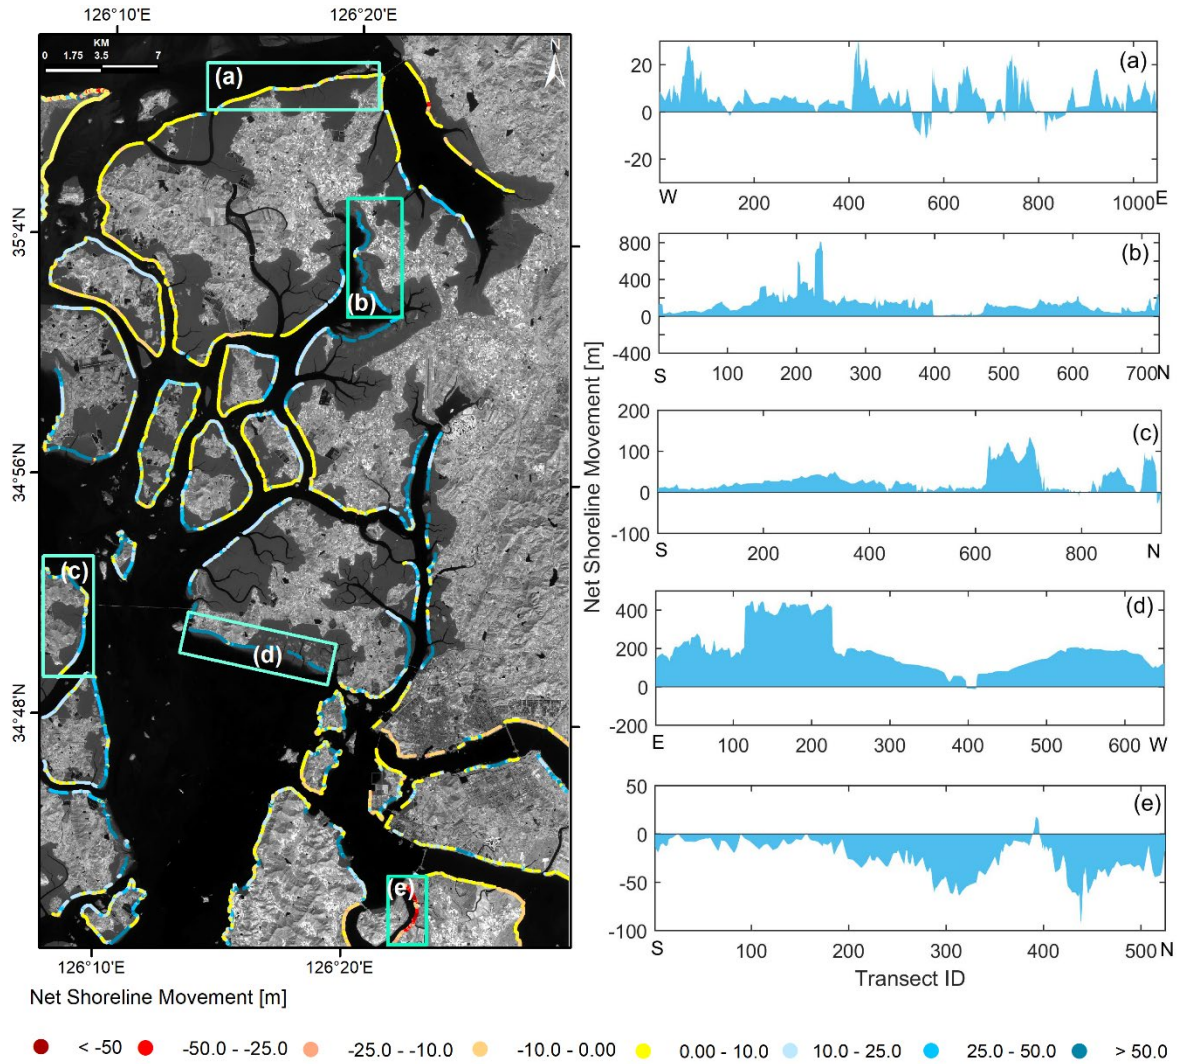 126°10'E 126°20'E
KM
0 1.75 3.5 7
N
(a)
(b)
(c)
(d)
(e)
35°4'N
34°56'N
34°48'N
126°10'E 126°20'E
Net Shoreline Movement [m]
(a)
20
0
-20
W 200 400 600 800 1000 E
(b)
800
400
0
-400
S 100 200 300 400 500 600 700 N
(c)
200
100
0
-100
S 200 400 600 800 N
(d)
400
200
0
-200
E 100 200 300 400 500 600 W
(e)
50
0
-50
-100
S 100 200 300 400 500 N
Transect ID
Net Shoreline Movement [m]
< -50 -50.0 - -25.0 -25.0 - -10.0 -10.0 - 0.00 0.00 - 10.0 10.0 - 25.0 25.0 - 50.0 > 50.0